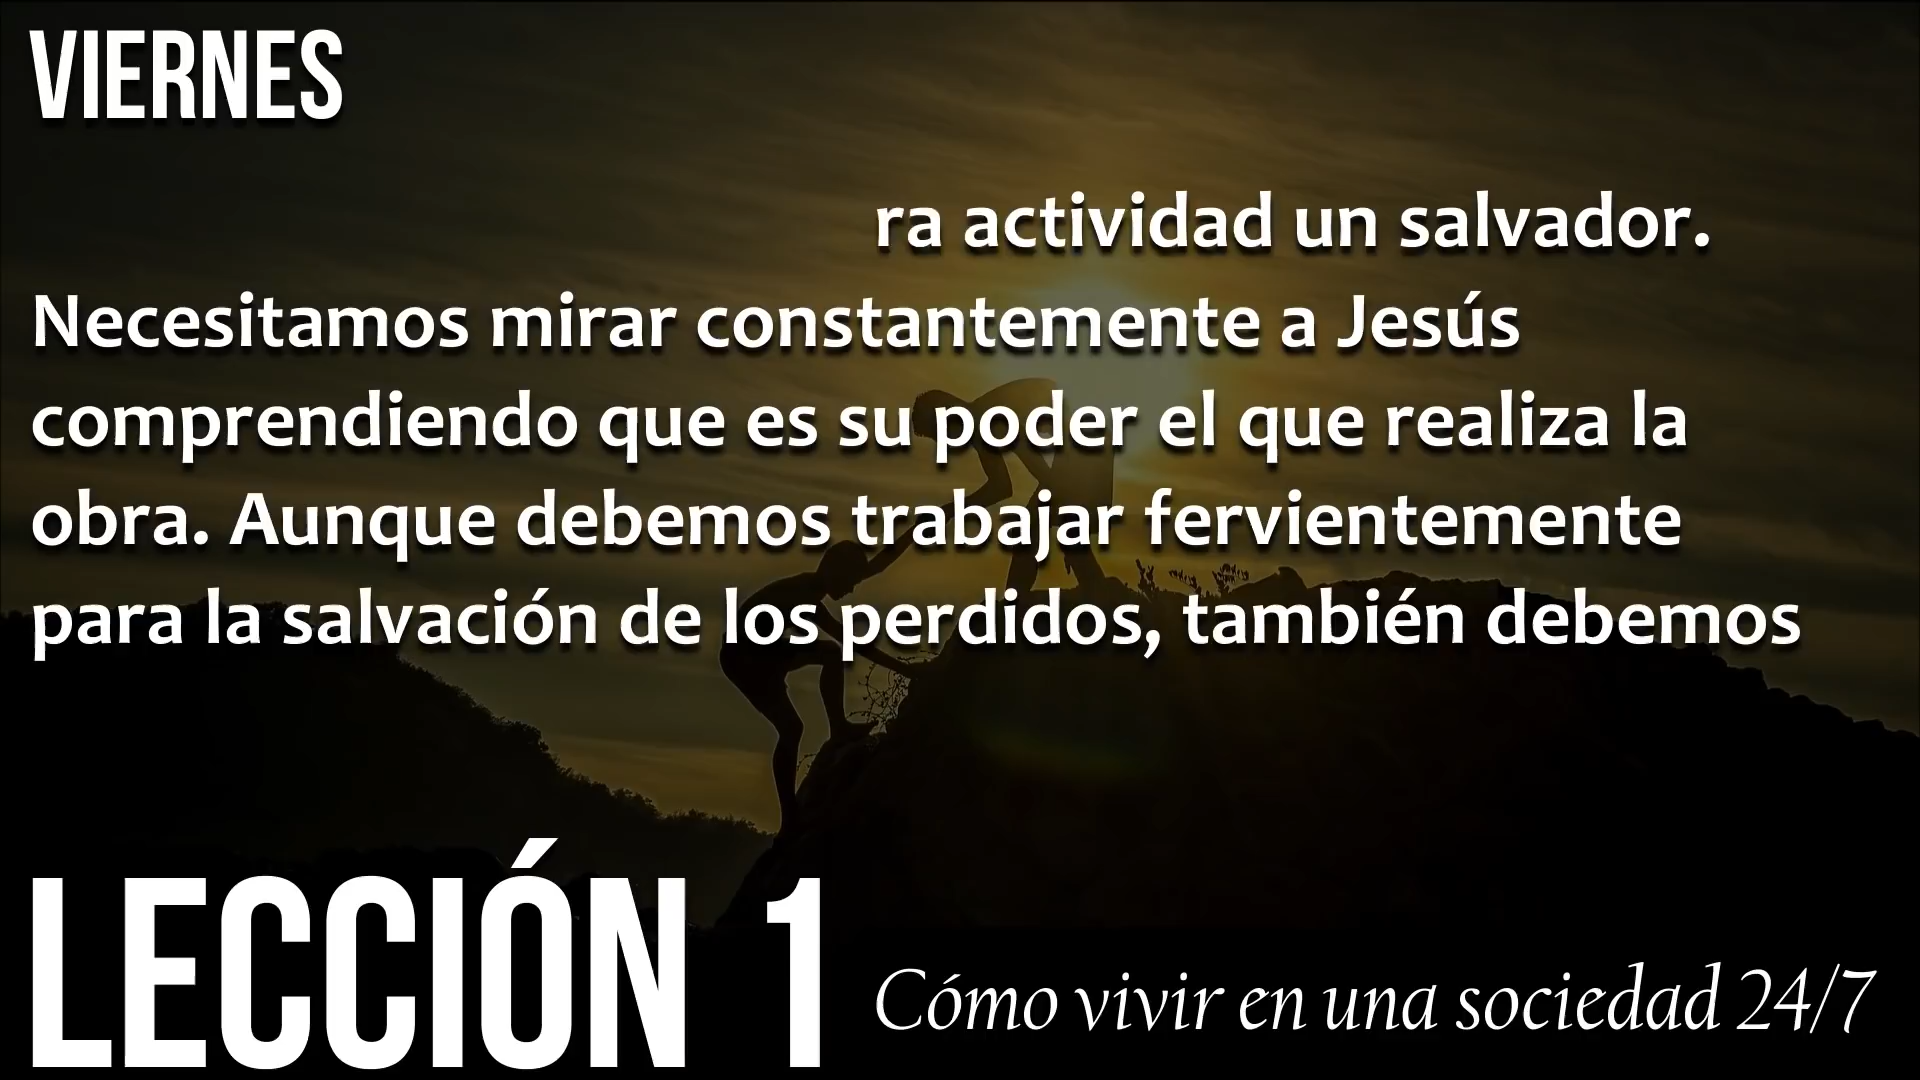 VIERNES
ra actividad un salvador.
Necesitamos mirar constantemente a Jesús
comprendiendo que es su poder el que realiza la
obra. Aunque debemos trabajar fervientemente
para la salvación de los perdidos, también debemos
LECCIÓN 1
Cómo vivir en una sociedad 24/7